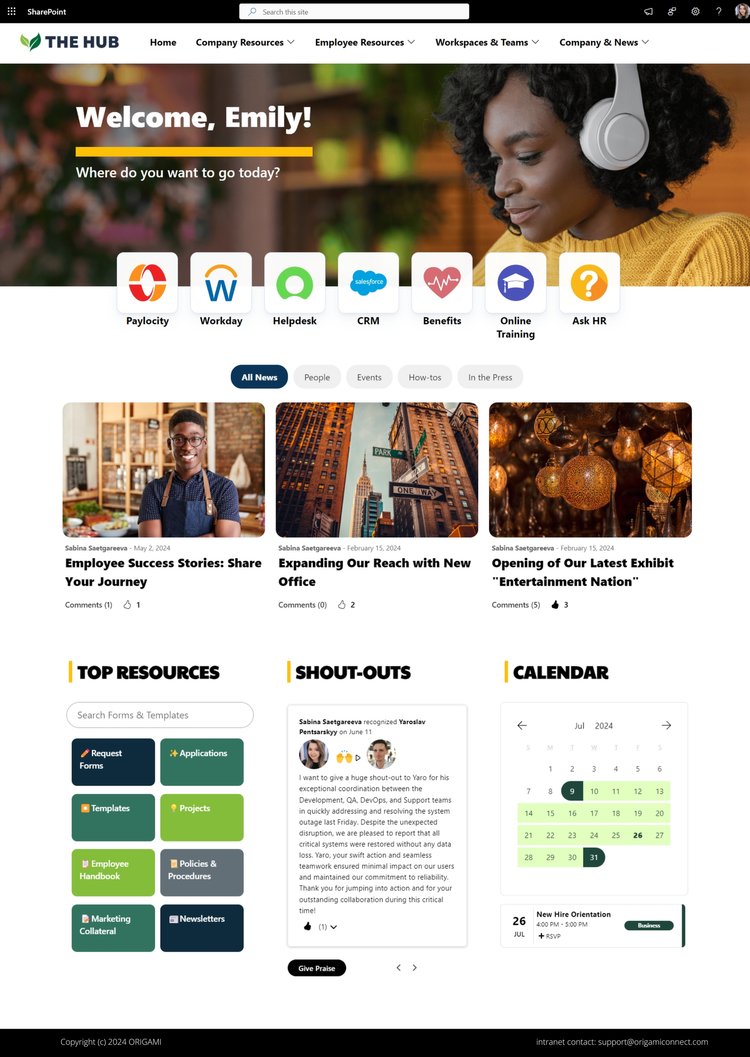 SharePoint
Search this site
?
THE HUB
Home
Company Resources
Employee Resources
Workspaces & Teams
Company & News
Welcome, Emily!
Where do you want to go today?
salesforce
?
Paylocity
Workday
Helpdesk
CRM
Benefits
Online
Training
Ask HR
All News
People
Events
How-tos
In the Press
PARK AV
ONE WAY
Sabina Saetgareeva - May 2, 2024
Employee Success Stories: Share
Your Journey
Comments (1) 1
Sabina Saetgareeva - February 15, 2024
Expanding Our Reach with New
Office
Comments (0) 2
Sabina Saetgareeva - February 15, 2024
Opening of Our Latest Exhibit
"Entertainment Nation"
Comments (5) 3
TOP RESOURCES
Search Forms & Templates
Request
Forms
Applications
Templates
Projects
Employee
Handbook
Policies &
Procedures
Marketing
Collateral
Newsletters
SHOUT-OUTS
Sabina Saetgareeva recognized Yaroslav
Pentsarskyy on June 11
I want to give a huge shout-out to Yaro for his
exceptional coordination between the
Development, QA, DevOps, and Support teams
in quickly addressing and resolving the system
outage last Friday. Despite the unexpected
disruption, we are pleased to report that all
critical systems were restored without any data
loss. Yaro, your swift action and seamless
teamwork ensured minimal impact on our users
and maintained our commitment to reliability.
Thank you for jumping into action and for your
outstanding collaboration during this critical
time!
(1)
Give Praise
CALENDAR
Jul 2024
S M T W T F S
1 2 3 4 5 6
7 8 9 10 11 12 13
14 15 16 17 18 19 20
21 22 23 24 25 26 27
28 29 30 31
26
JUL
New Hire Orientation
4:00 PM - 5:00 PM
RSVP
Business
Copyright (c) 2024 ORIGAMI
intranet contact: support@origamiconnect.com